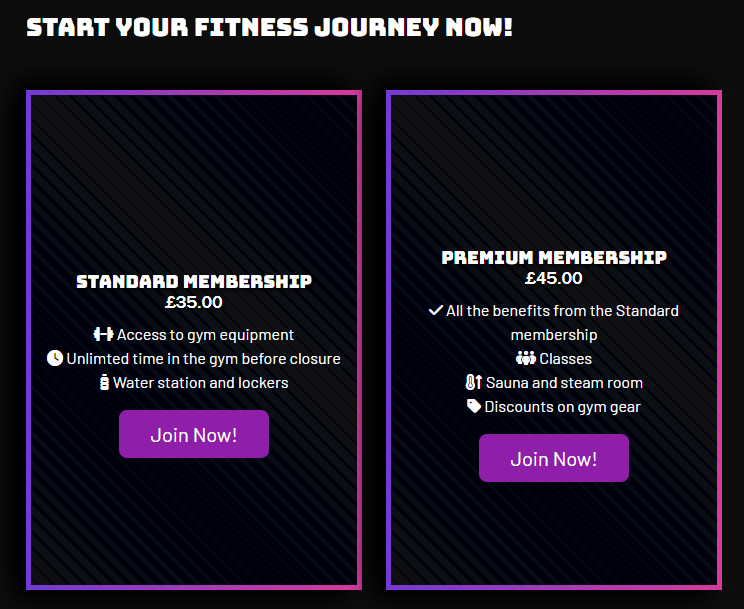 START YOUR FITNESS JOURNEY NOW!
STANDARD MEMBERSHIP
£35.00
Access to gym equipment
Unlimted time in the gym before closure
Water station and lockers
Join Now!
PREMIUM MEMBERSHIP
£45.00
All the benefits from the Standard
membership
Classes
Sauna and steam room
Discounts on gym gear
Join Now!